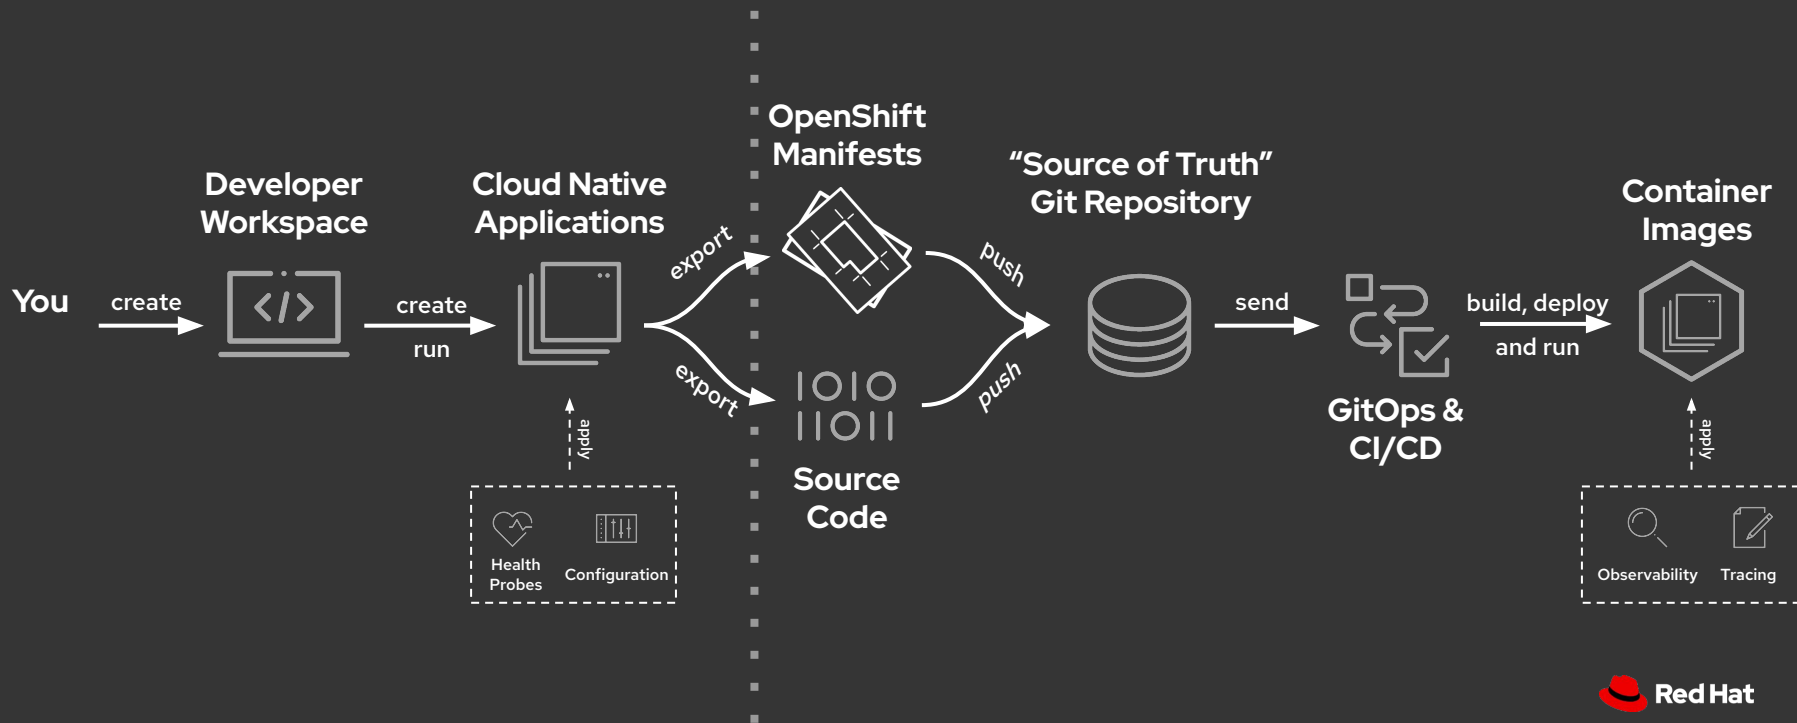 You
create
Developer
Workspace
create
run
Cloud Native
Applications
apply
Health
Probes
Configuration
export
export
OpenShift
Manifests
1010
11011
Source
Code
push
push
“Source of Truth”
Git Repository
send
GitOps &
CI/CD
build, deploy
and run
Container
Images
apply
Observability
Tracing
Red Hat